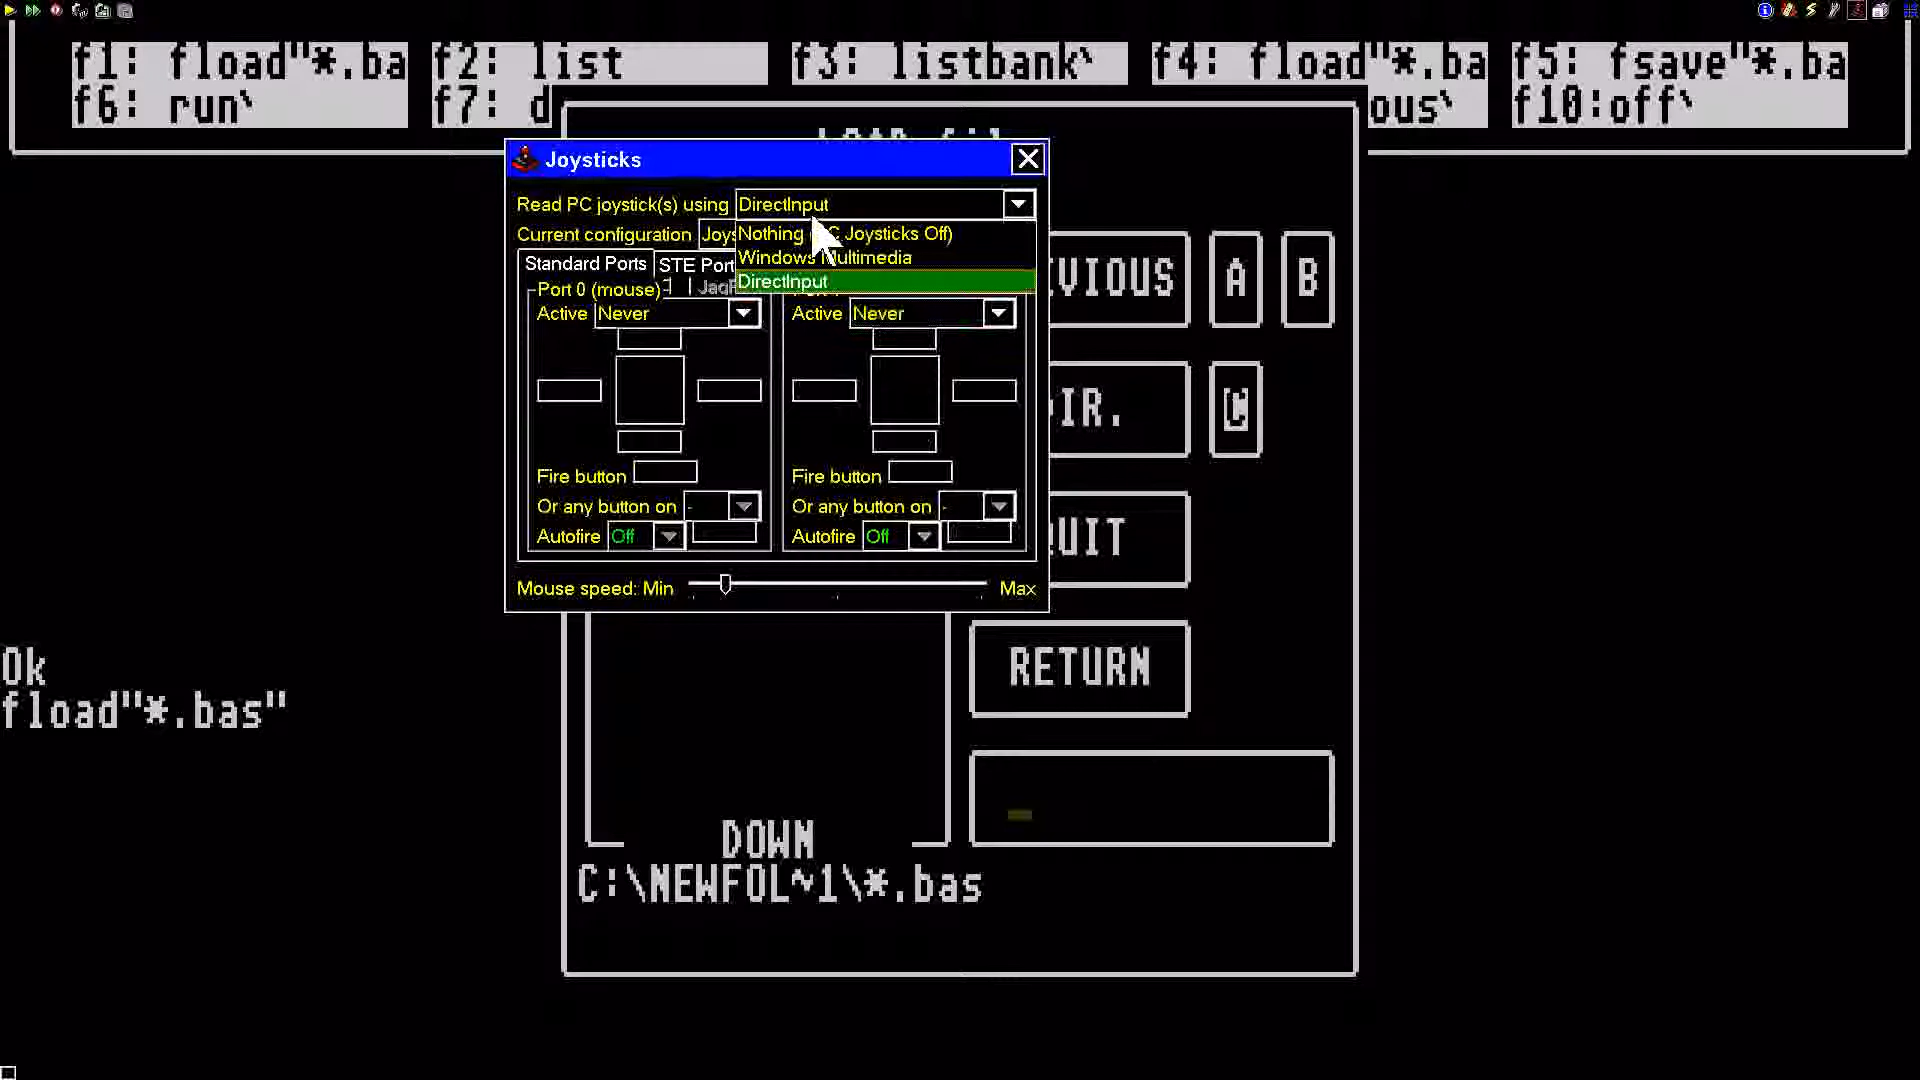 f1: fload"*.ba f2: list f3: listbank` f4: fload"*.ba f5: fsave"*.ba
f6: run` f7: d ous` f10:off`
Joysticks
Read PC joystick(s) using DirectInput
Nothing C Joysticks Off)
Windows Multimedia
DirectInput
Current configuration Joys
Standard Ports STE Port
Port 0 (mouse)
Active Never
Fire button
Or any button on -
Autofire Off
Active Never
Fire button
Or any button on -
Autofire Off
Mouse speed: Min Max
VIOUS A B
IR. C
UIT
RETURN
Ok
fload"*.bas"
DOWN
C:\NEWFOL~1\*.bas